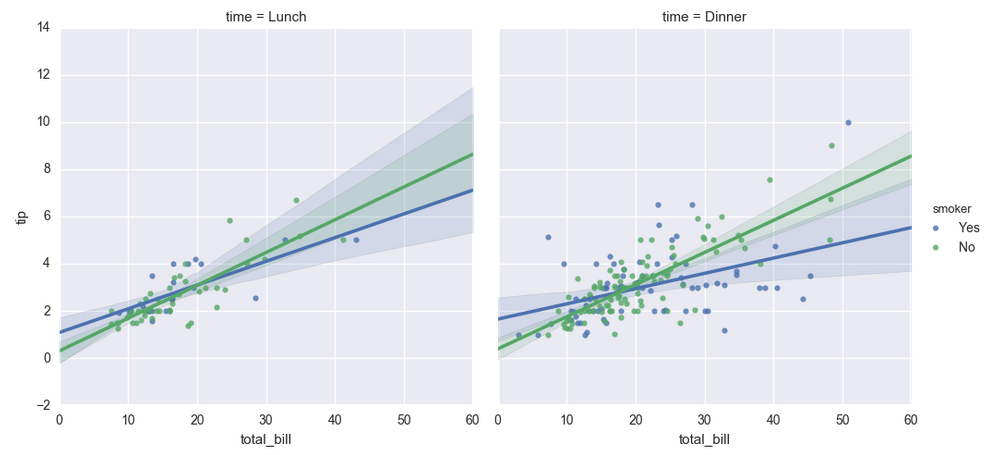 time = Lunch
time = Dinner
14
12
10
8
6
4
2
0
−2
tip
0 10 20 30 40 50 60
0 10 20 30 40 50 60
total_bill
total_bill
smoker
Yes
No